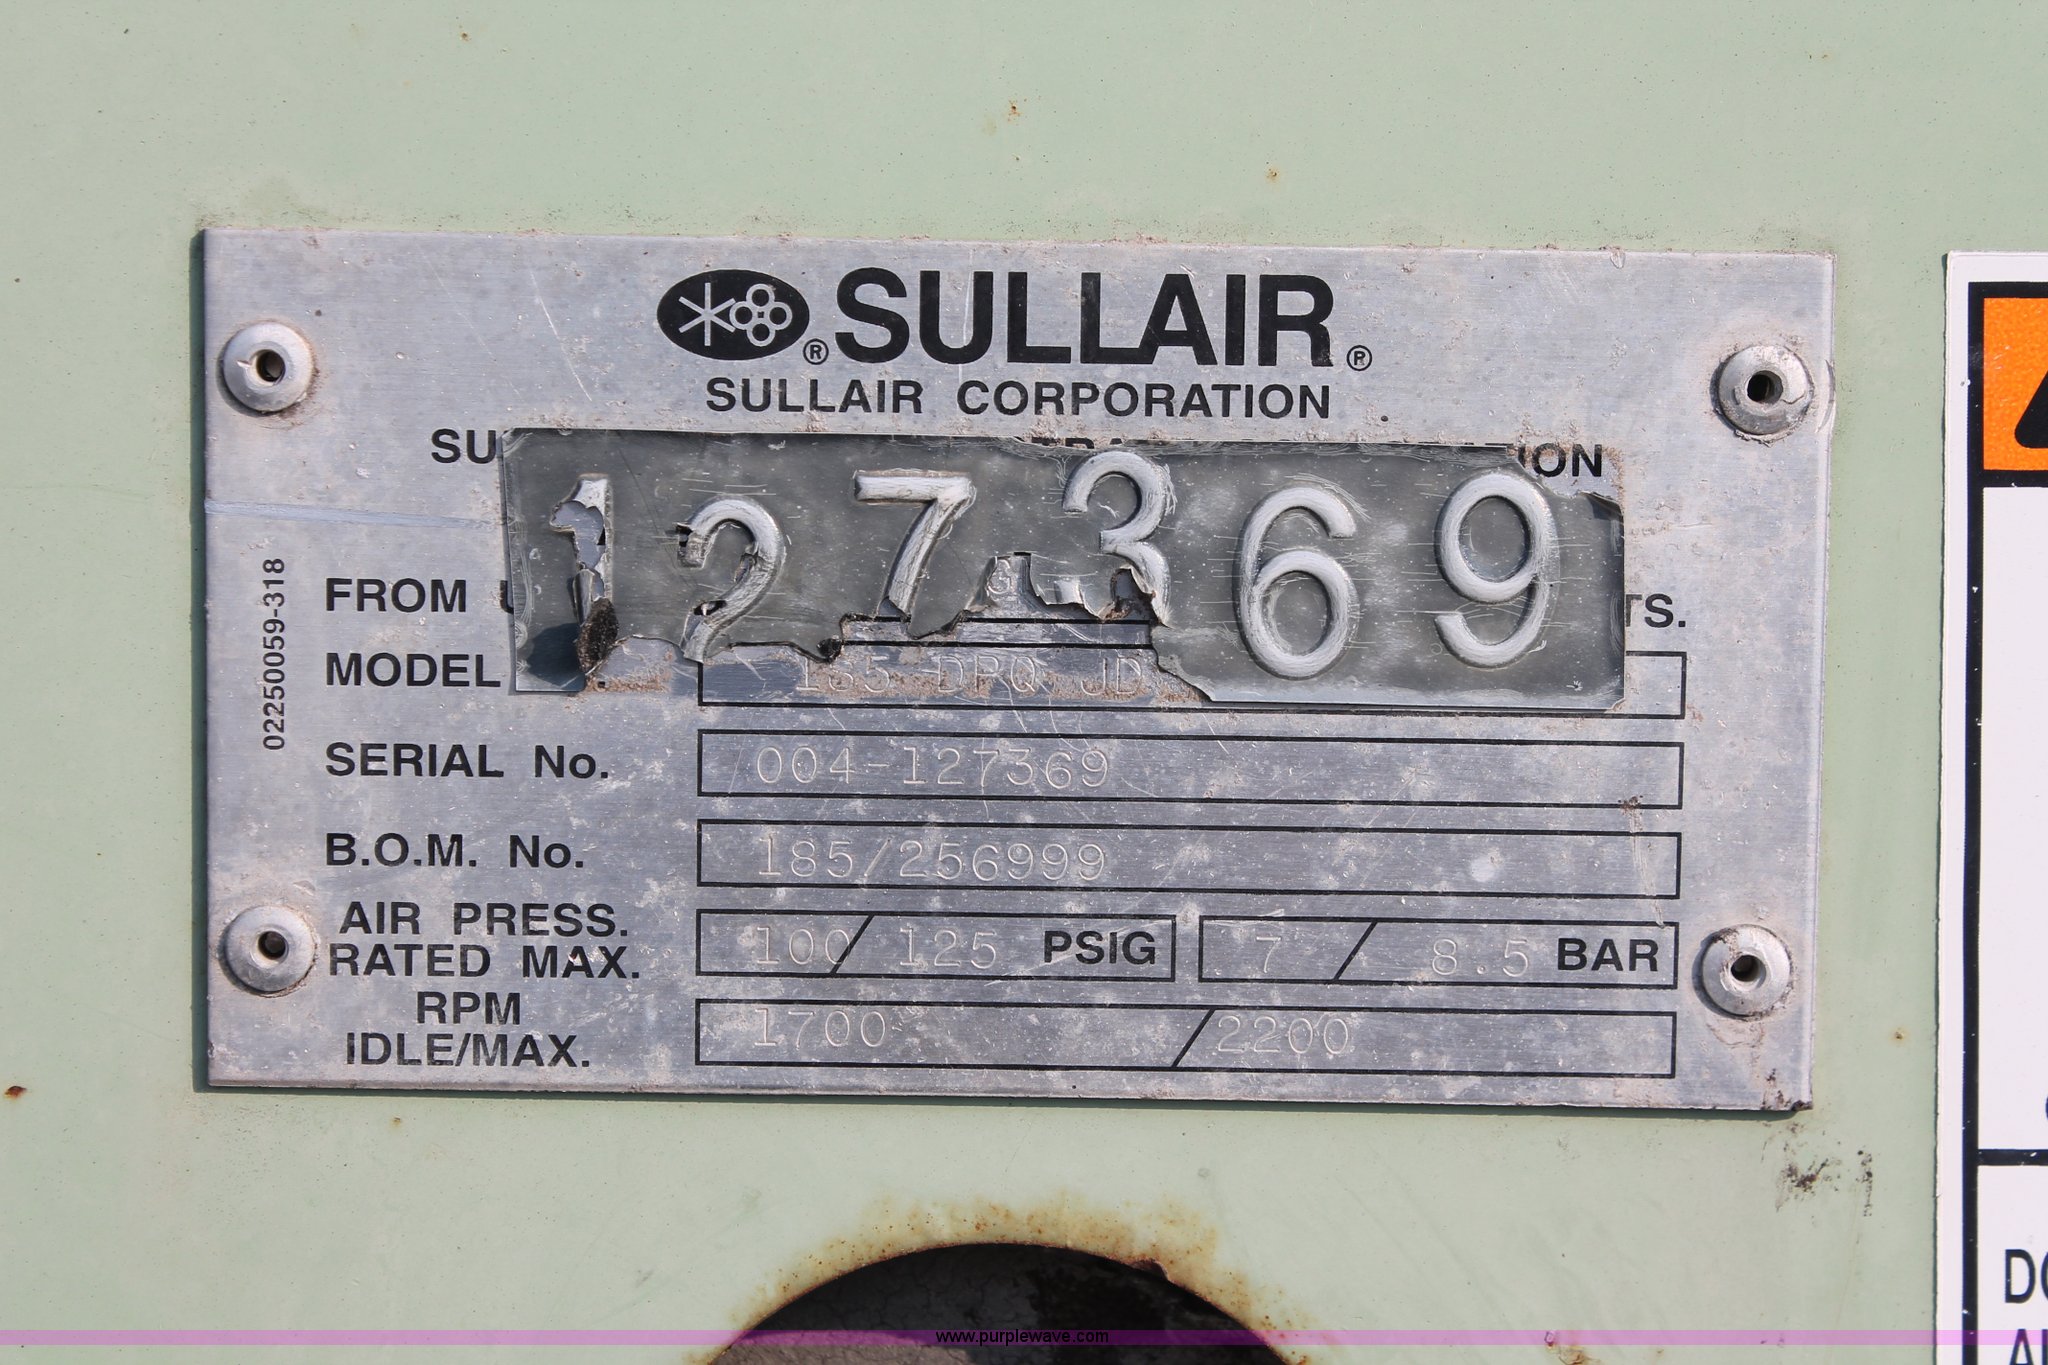 ® SULLAIR ®
SULLAIR CORPORATION
SU ION
127369
FROM TS.
MODEL 185 DPQ JD
SERIAL No. 004-127369
B.O.M. No. 185/256999
AIR PRESS.
RATED MAX. 100/125 PSIG 7/8.5 BAR
RPM
IDLE/MAX. 1700/2200
02250059-318
www.purplewave.com